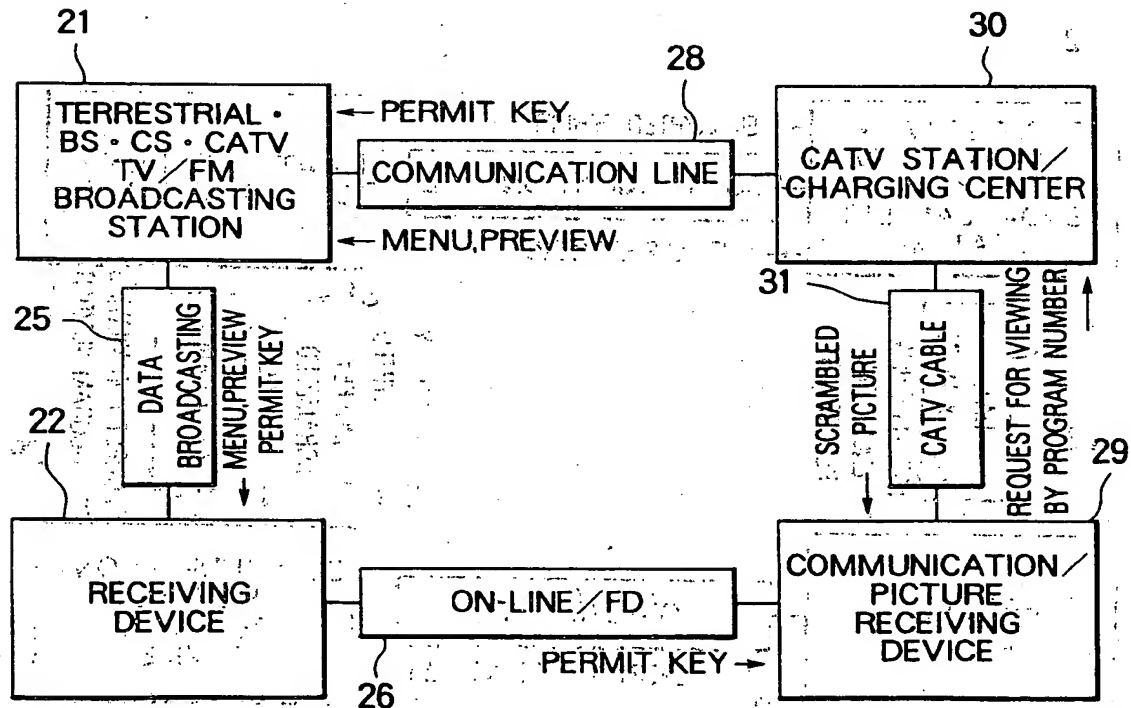 21
30
28
TERRESTRIAL・
BS・CS・CATV
TV/FM
BROADCASTING
STATION
← PERMIT KEY
COMMUNICATION LINE
← MENU,PREVIEW
CATV STATION/
CHARGING CENTER
25
DATA
BROADCASTING
MENU,PREVIEW
PERMIT KEY
31
SCRAMBLED
PICTURE
CATV CABLE
REQUEST FOR VIEWING
BY PROGRAM NUMBER
22
29
RECEIVING
DEVICE
ON-LINE/FD
PERMIT KEY →
26
COMMUNICATION/
PICTURE
RECEIVING
DEVICE